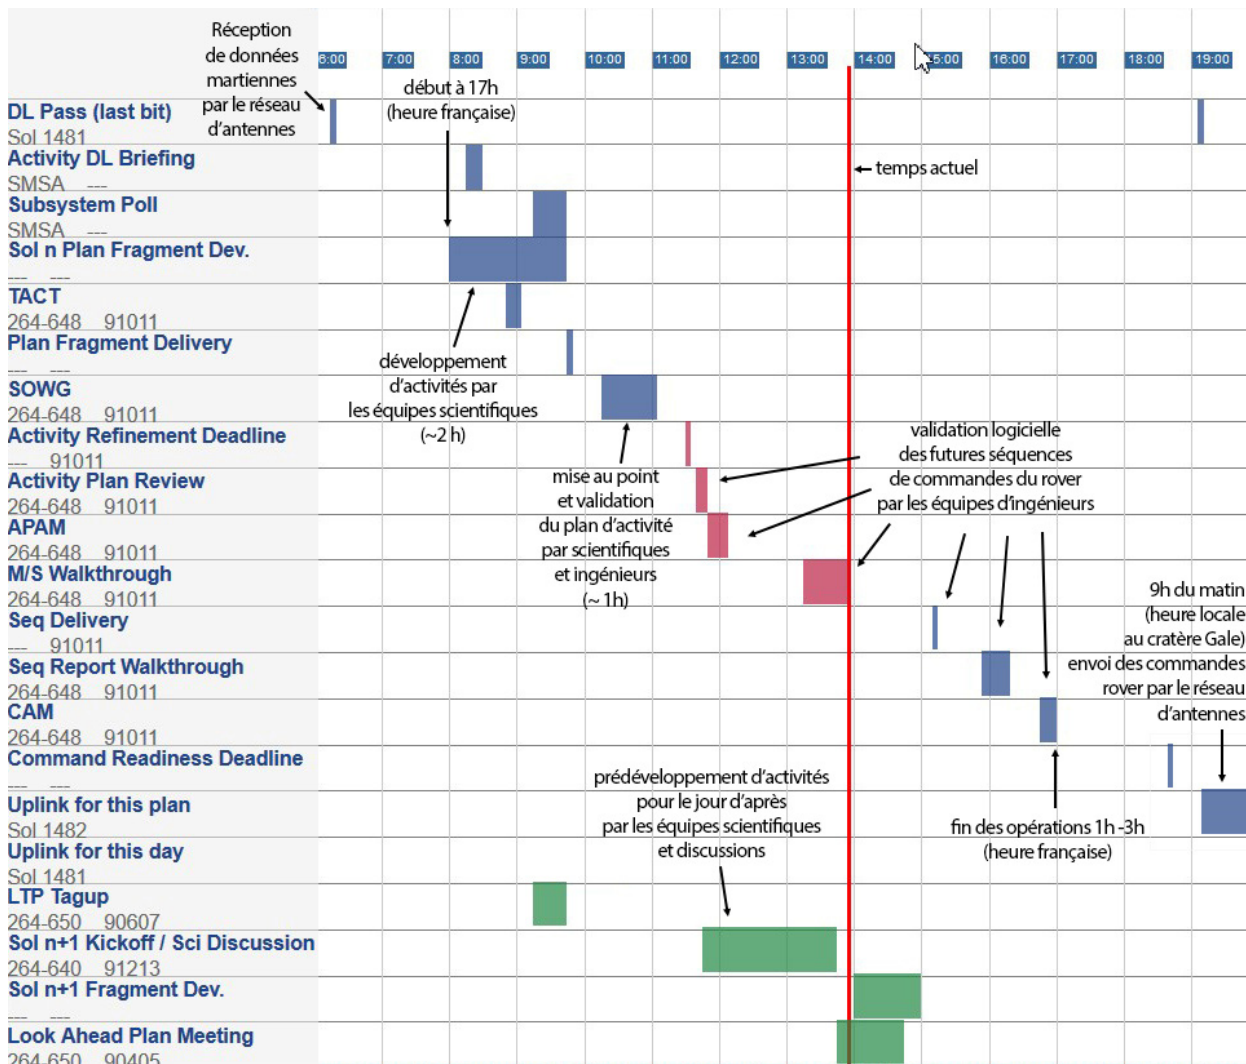 Réception
de données
martiennes
par le réseau
d'antennes
6:00 7:00 8:00 9:00 10:00 11:00 12:00 13:00 14:00 15:00 16:00 17:00 18:00 19:00
début à 17h
(heure française)
DL Pass (last bit)
Sol 1481
Activity DL Briefing
SMSA ---
temps actuel
Subsystem Poll
SMSA ---
Sol n Plan Fragment Dev.
--- ---
TACT
264-648 91011
Plan Fragment Delivery
--- ---
développement
d'activités par
les équipes scientifiques
(~2 h)
SOWG
264-648 91011
Activity Refinement Deadline
--- 91011
validation logicielle
des futures séquences
de commandes du rover
par les équipes d'ingénieurs
Activity Plan Review
264-648 91011
mise au point
et validation
du plan d'activité
par scientifiques
et ingénieurs
(~ 1h)
APAM
264-648 91011
M/S Walkthrough
264-648 91011
Seq Delivery
--- 91011
9h du matin
(heure locale
au cratère Gale)
envoi des commandes
rover par le réseau
d'antennes
Seq Report Walkthrough
264-648 91011
CAM
264-648 91011
Command Readiness Deadline
--- ---
prédéveloppement d'activités
pour le jour d'après
par les équipes scientifiques
et discussions
Uplink for this plan
Sol 1482
fin des opérations 1h -3h
(heure française)
Uplink for this day
Sol 1481
LTP Tagup
264-650 90607
Sol n+1 Kickoff / Sci Discussion
264-640 91213
Sol n+1 Fragment Dev.
--- ---
Look Ahead Plan Meeting
264-650 90405